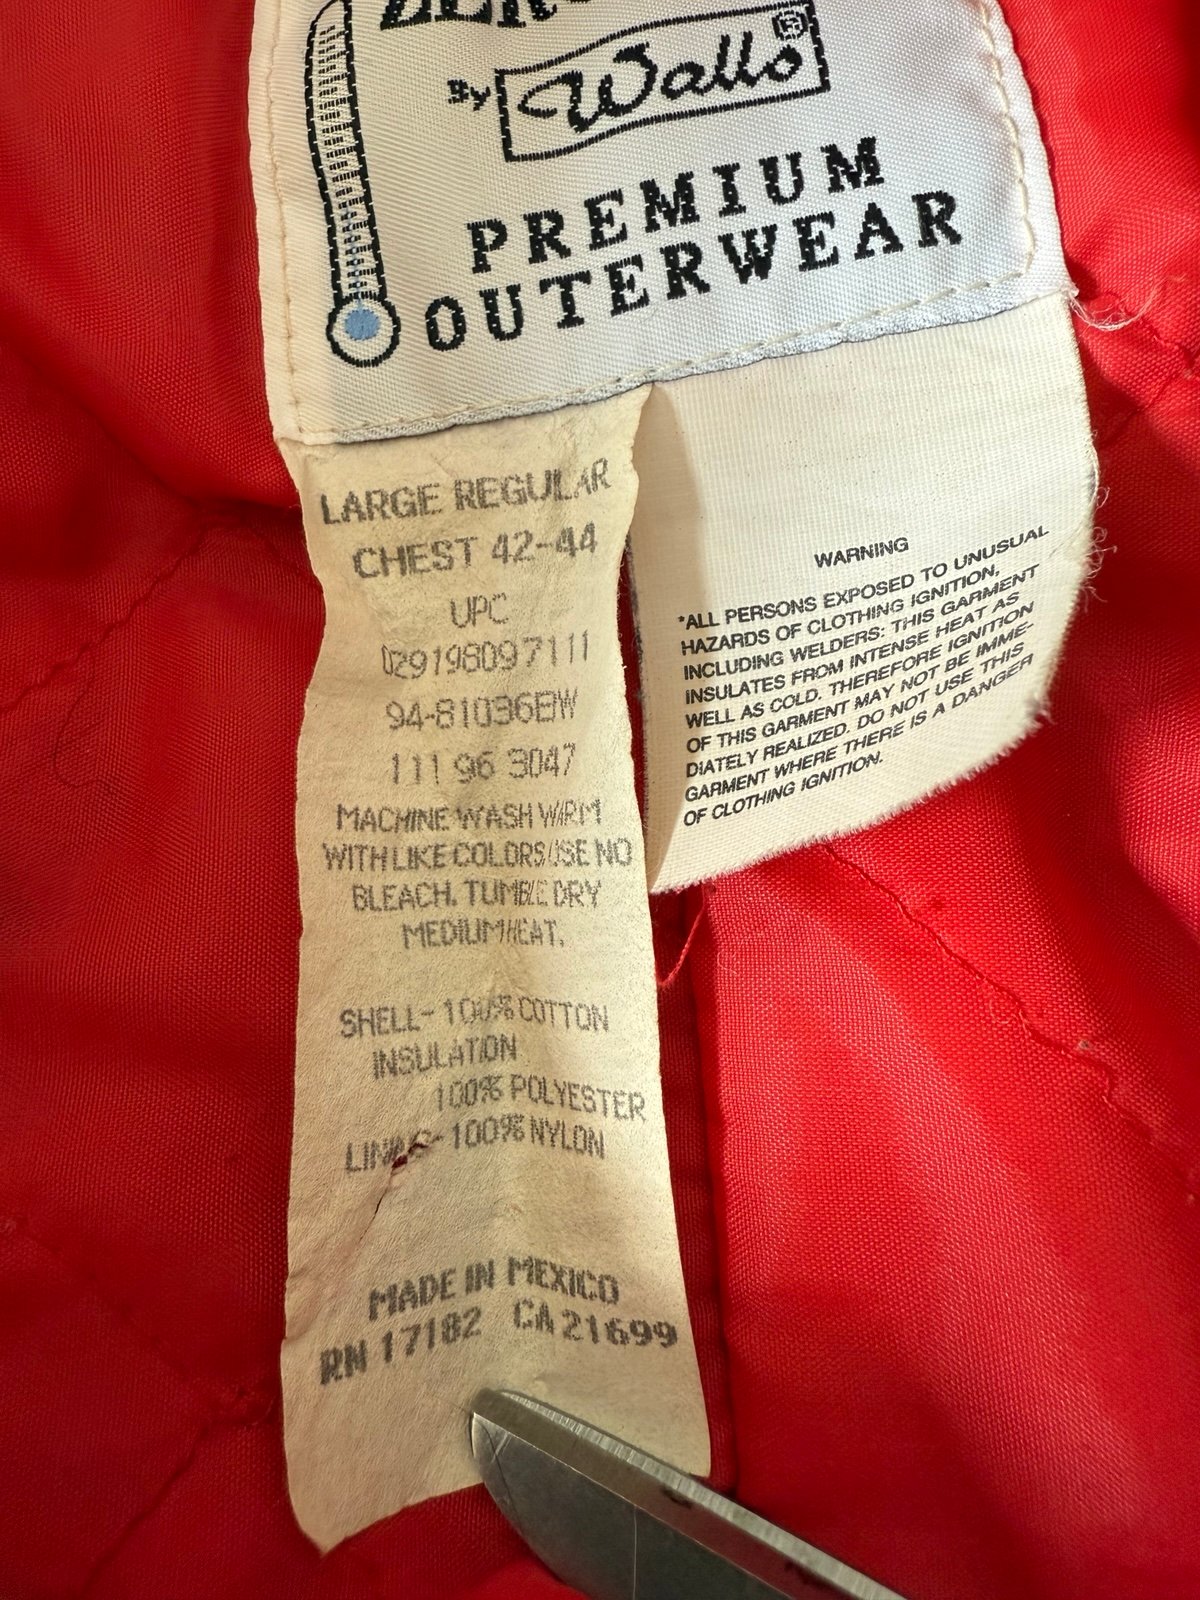 By Walls®
PREMIUM
OUTERWEAR
LARGE REGULAR
CHEST 42-44
UPC
029198097111
94-81036EW
111 96 3047
MACHINE WASH WARM
WITH LIKE COLORS USE NO
BLEACH. TUMBLE DRY
MEDIUM HEAT.
SHELL- 100% COTTON
INSULATION
100% POLYESTER
LINING- 100% NYLON
MADE IN MEXICO
RN 17182 CA 21699
WARNING
*ALL PERSONS EXPOSED TO UNUSUAL
HAZARDS OF CLOTHING IGNITION,
INCLUDING WELDERS: THIS GARMENT
INSULATES FROM INTENSE HEAT AS
WELL AS COLD. THEREFORE IGNITION
OF THIS GARMENT MAY NOT BE IMME-
DIATELY REALIZED. DO NOT USE THIS
GARMENT WHERE THERE IS A DANGER
OF CLOTHING IGNITION.